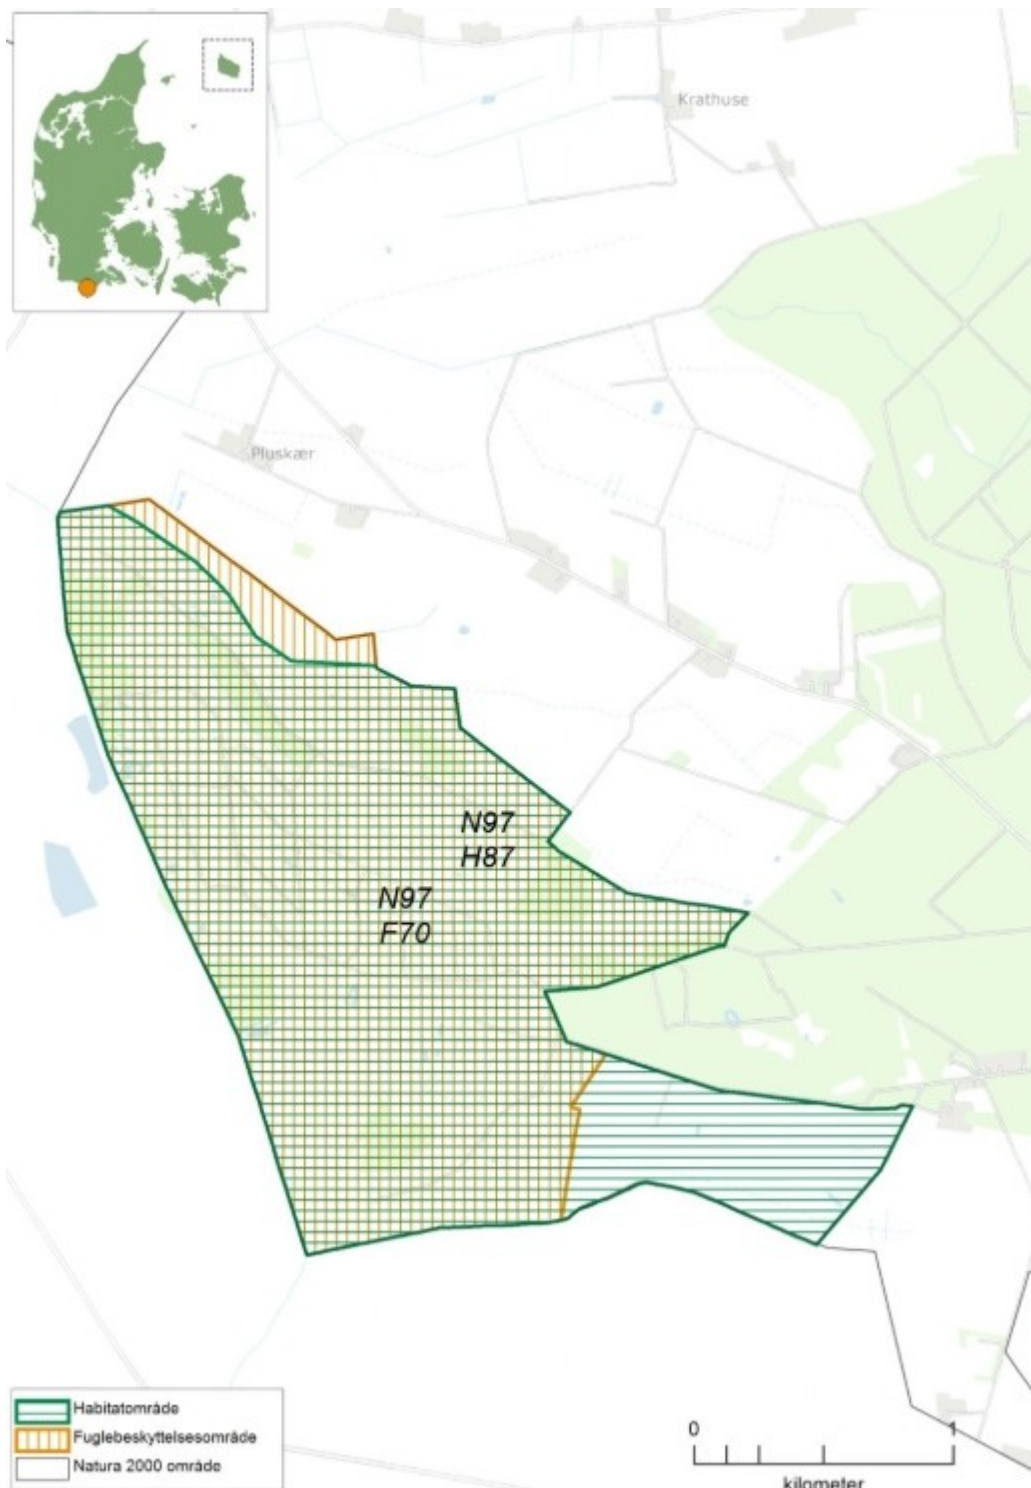 Krathuse
Pluskær
N97
H87
N97
F70
Habitatområde
Fuglebeskyttelsesområde
Natura 2000 område
0 1
kilometer